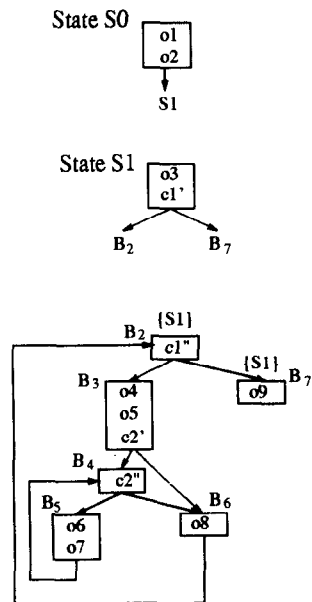 State S0
o1
o2
S1
State S1
o3
c1'
B2 B7
{S1}
B2 c1"
{S1}
B7
o9
B3
o4
o5
c2'
B4
c2"
B5
o6
o7
B6
o8